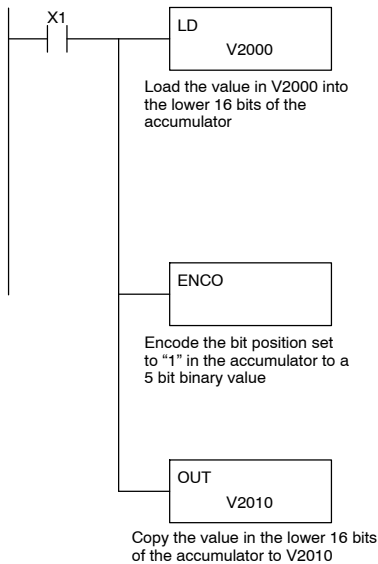 X1
LD
V2000
Load the value in V2000 into
the lower 16 bits of the
accumulator
ENCO
Encode the bit position set
to “1” in the accumulator to a
5 bit binary value
OUT
V2010
Copy the value in the lower 16 bits
of the accumulator to V2010